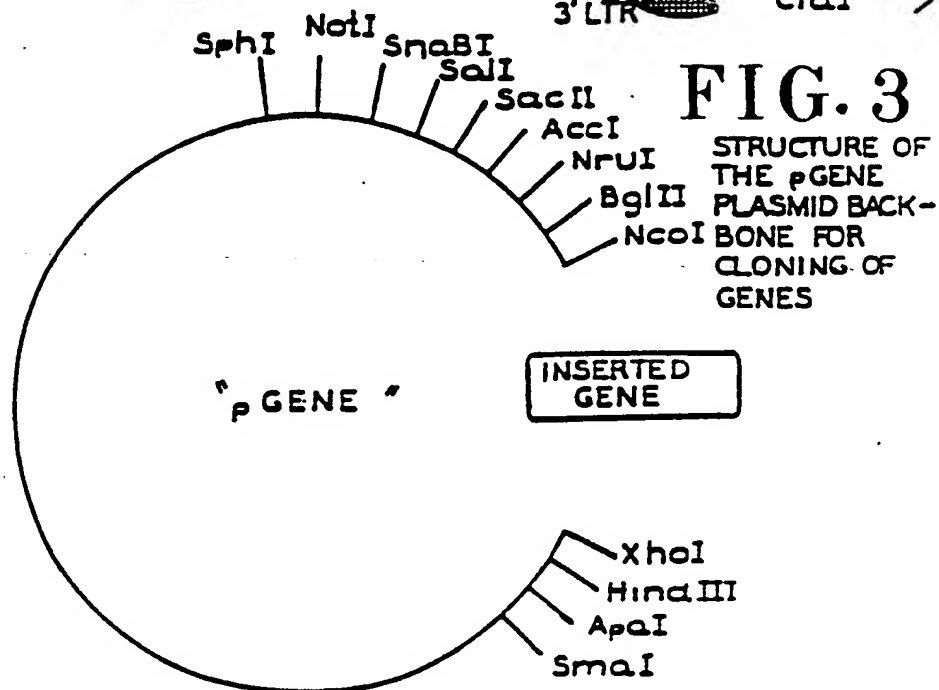 3' LTR
ClaI
SphI
NotI
SnaBI
SalI
SacII
AccI
NruI
BglII
NcoI
FIG. 3
STRUCTURE OF
THE pGENE
PLASMID BACK-
BONE FOR
CLONING OF
GENES
"pGENE"
INSERTED
GENE
XhoI
HindIII
ApaI
SmaI